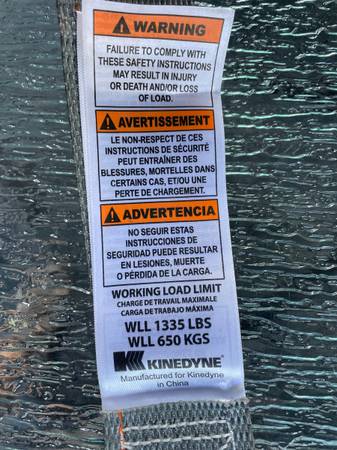 WARNING
FAILURE TO COMPLY WITH
THESE SAFETY INSTRUCTIONS
MAY RESULT IN INJURY
OR DEATH AND/OR LOSS
OF LOAD.
AVERTISSEMENT
LE NON-RESPECT DE CES
INSTRUCTIONS DE SÉCURITÉ
PEUT ENTRAÎNER DES
BLESSURES, MORTELLES DANS
CERTAINS CAS, ET/OU UNE
PERTE DE CHARGEMENT.
ADVERTENCIA
NO SEGUIR ESTAS
INSTRUCCIONES DE
SEGURIDAD PUEDE RESULTAR
EN LESIONES, MUERTE
O PÉRDIDA DE LA CARGA.
WORKING LOAD LIMIT
CHARGE DE TRAVAIL MAXIMALE
CARGA DE TRABAJO MÁXIMA
WLL 1335 LBS
WLL 650 KGS
KINEDYNE
Manufactured for Kinedyne
in China